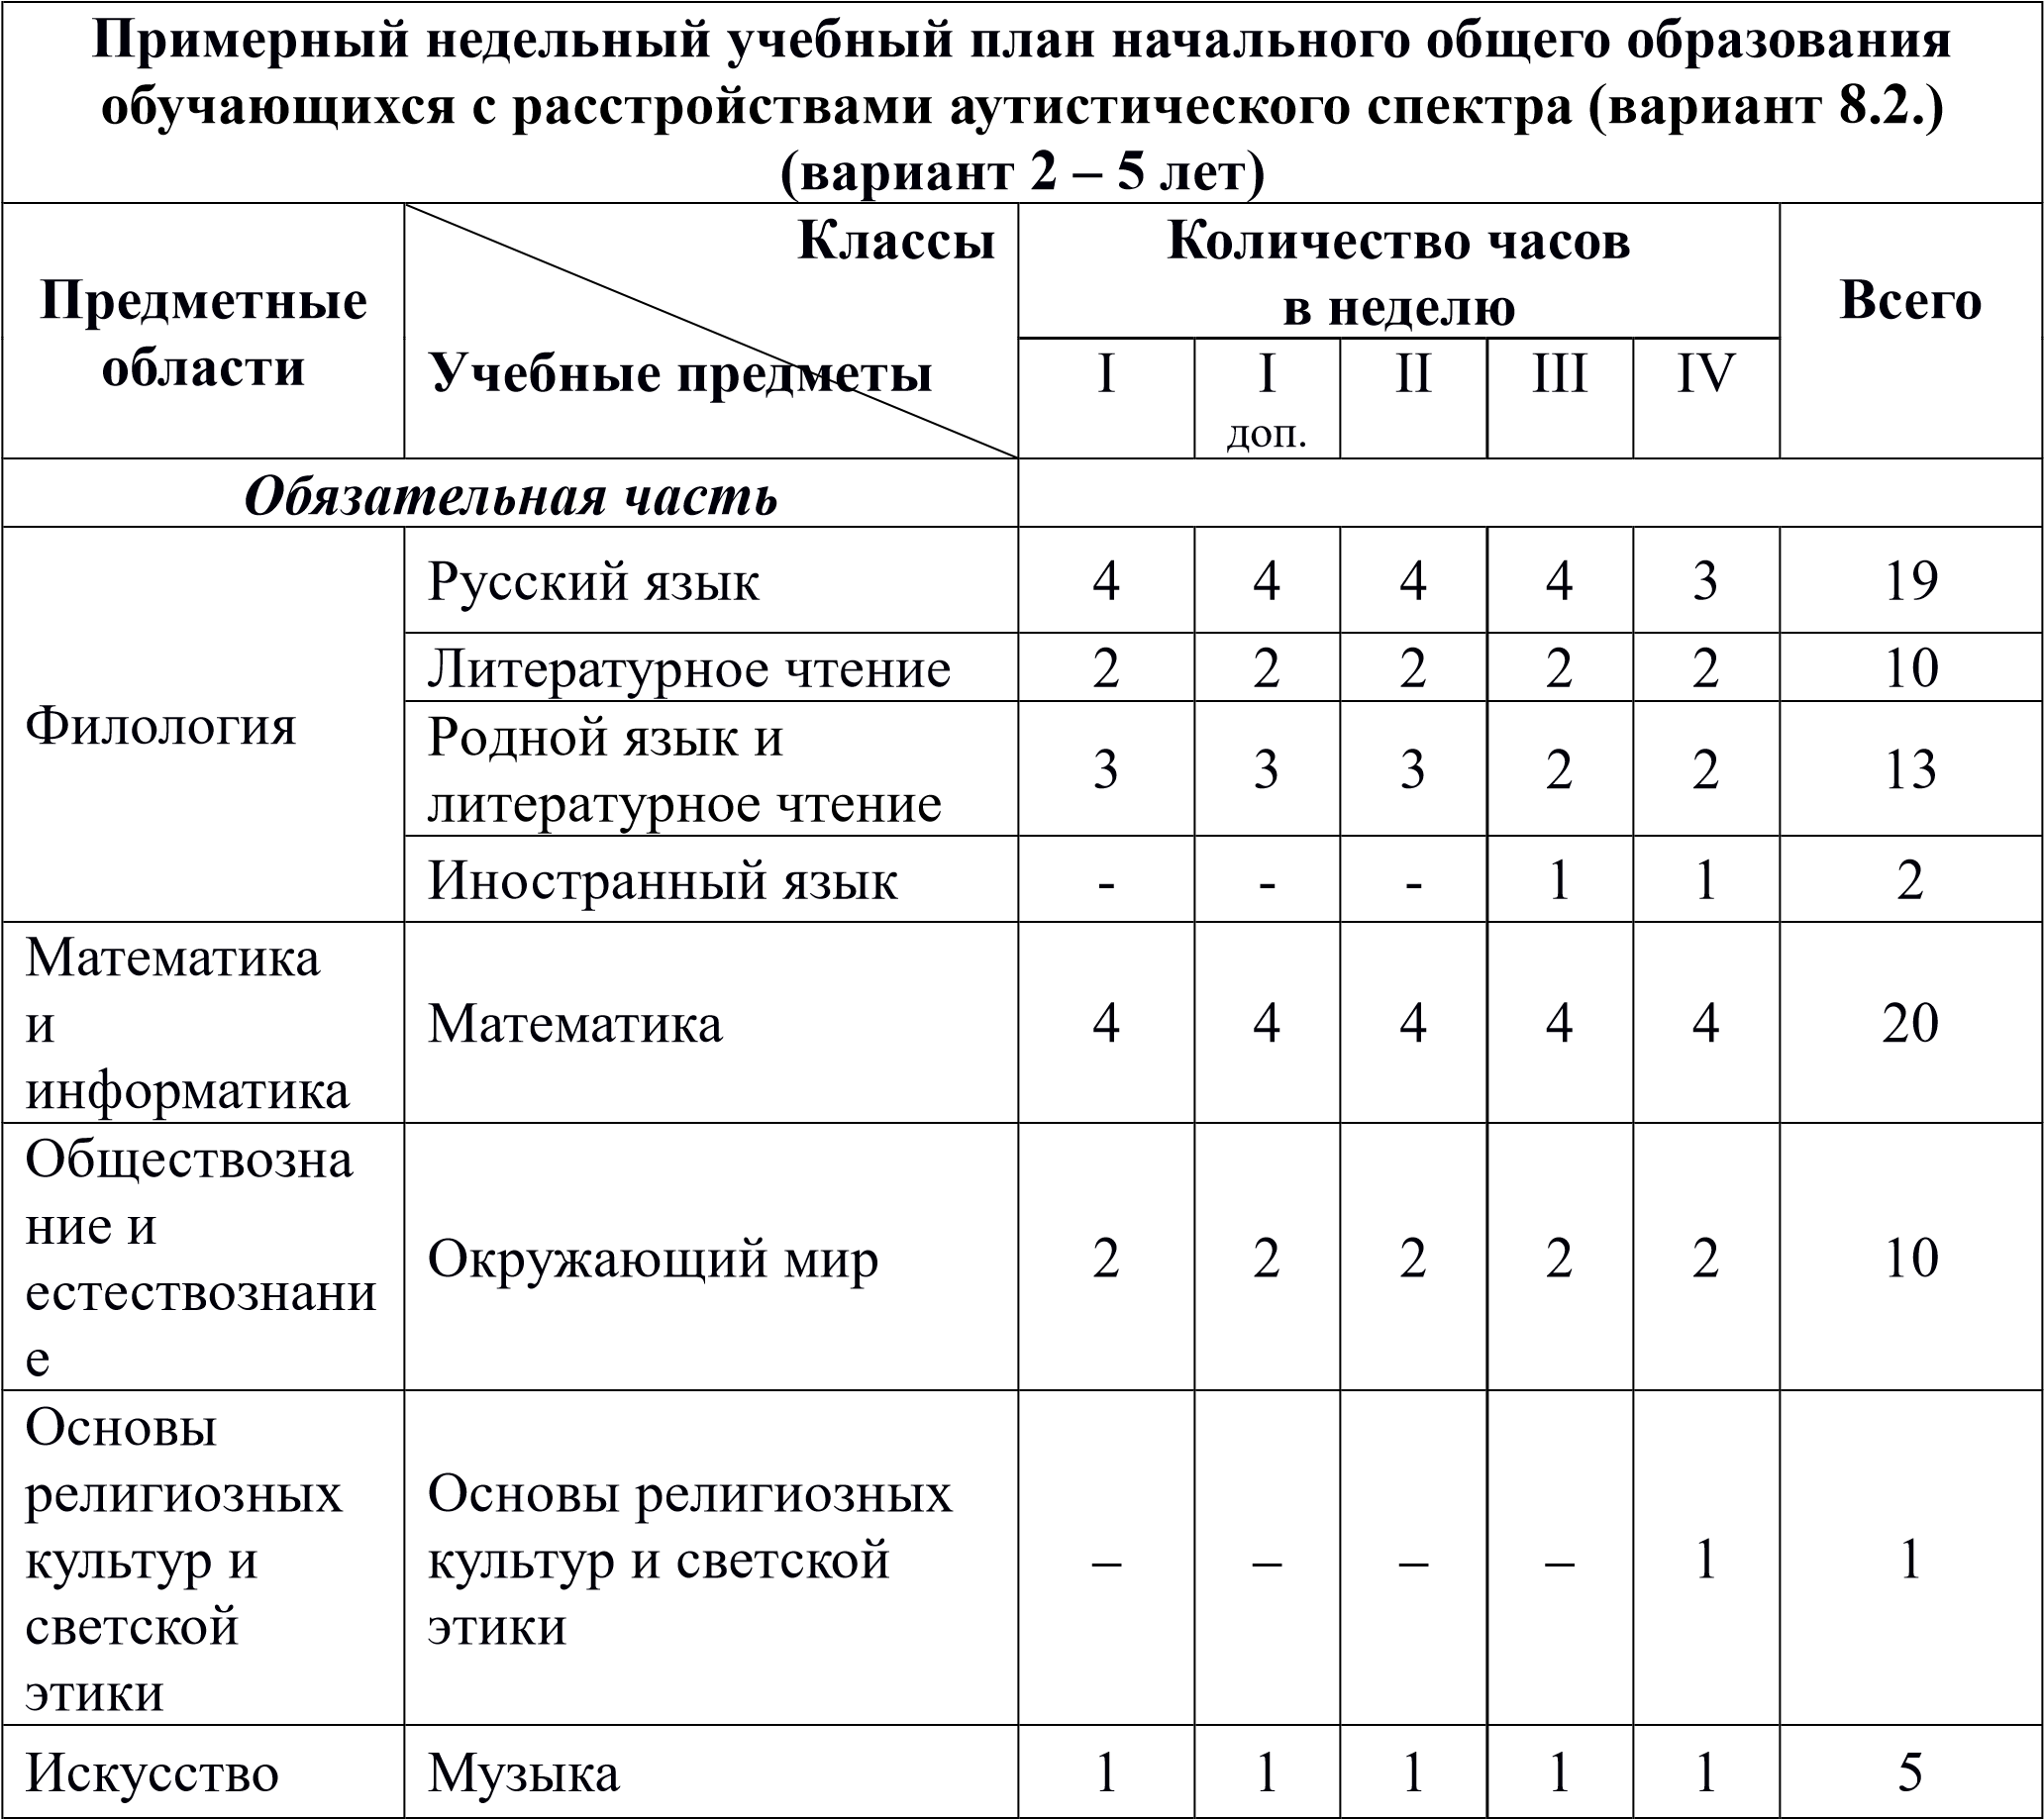 Примерный недельный учебный план начального общего образования
обучающихся с расстройствами аутистического спектра (вариант 8.2.)
(вариант 2 – 5 лет)
Предметные
области
Классы
Учебные предметы
Количество часов
в неделю
Всего
I I II III IV
доп.
Обязательная часть
Филология
Русский язык 4 4 4 4 3 19
Литературное чтение 2 2 2 2 2 10
Родной язык и
литературное чтение
3 3 3 2 2 13
Иностранный язык - - - 1 1 2
Математика
и
информатика
Математика 4 4 4 4 4 20
Обществозна
ние и
естествознани
е
Окружающий мир 2 2 2 2 2 10
Основы
религиозных
культур и
светской
этики
Основы религиозных
культур и светской
этики
– – – – 1 1
Искусство Музыка 1 1 1 1 1 5